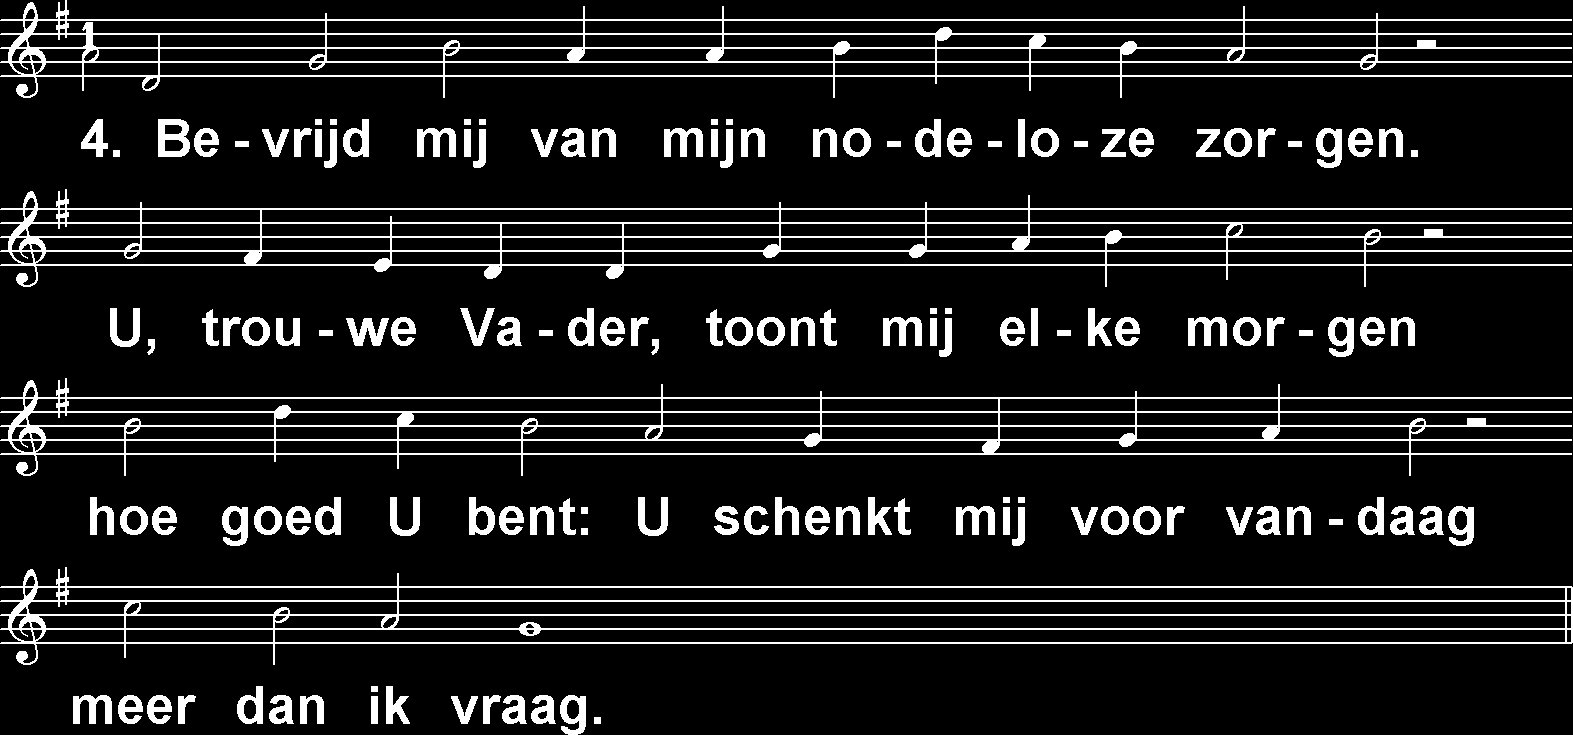 1
4. Be - vrijd mij van mijn no - de - lo - ze zor - gen.
U, trou - we Va - der, toont mij el - ke mor - gen
hoe goed U bent: U schenkt mij voor van - daag
meer dan ik vraag.